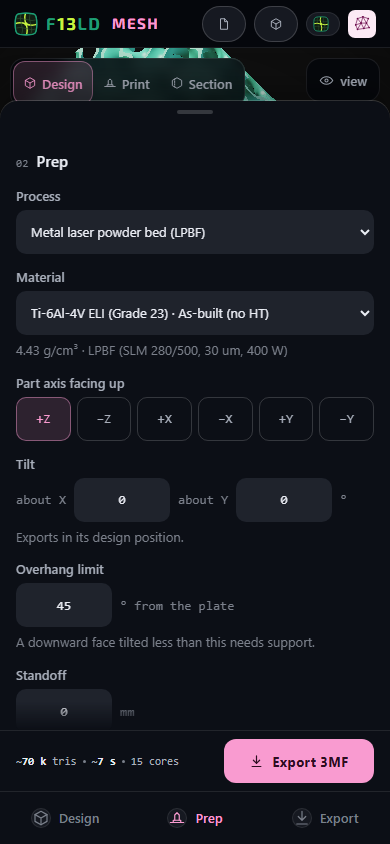 F13LD MESH
Design Print Section view
02 Prep
Process
Metal laser powder bed (LPBF)
Material
Ti-6Al-4V ELI (Grade 23) · As-built (no HT)
4.43 g/cm³ · LPBF (SLM 280/500, 30 um, 400 W)
Part axis facing up
+Z −Z +X −X +Y −Y
Tilt
about X 0 about Y 0 °
Exports in its design position.
Overhang limit
45 ° from the plate
A downward face tilted less than this needs support.
Standoff
0 mm
~70 k tris • ~7 s • 15 cores
Export 3MF
Design Prep Export